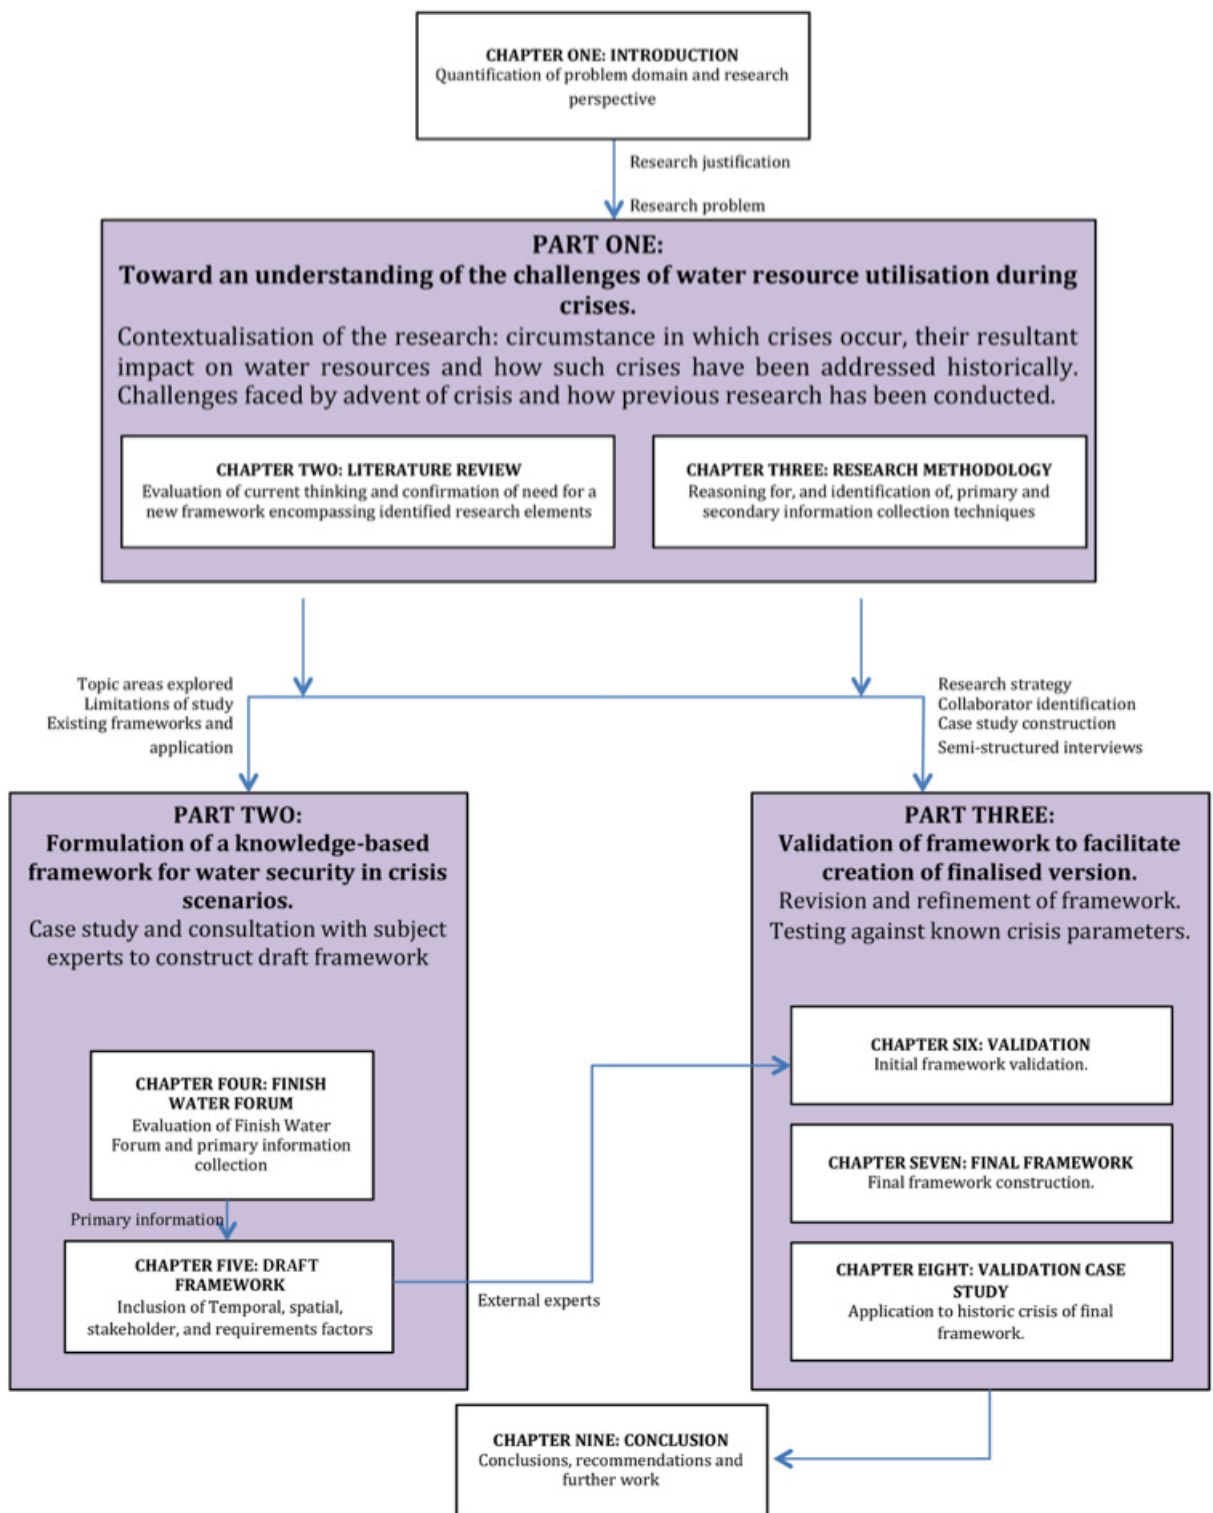 CHAPTER ONE: INTRODUCTION
Quantification of problem domain and research
perspective
Research justification
Research problem
PART ONE:
Toward an understanding of the challenges of water resource utilisation during
crises.
Contextualisation of the research: circumstance in which crises occur, their resultant
impact on water resources and how such crises have been addressed historically.
Challenges faced by advent of crisis and how previous research has been conducted.
CHAPTER TWO: LITERATURE REVIEW
Evaluation of current thinking and confirmation of need for a
new framework encompassing identified research elements
CHAPTER THREE: RESEARCH METHODOLOGY
Reasoning for, and identification of, primary and
secondary information collection techniques
Topic areas explored
Limitations of study
Existing frameworks and
application
Research strategy
Collaborator identification
Case study construction
Semi-structured interviews
PART TWO:
Formulation of a knowledge-based
framework for water security in crisis
scenarios.
Case study and consultation with subject
experts to construct draft framework
CHAPTER FOUR: FINISH
WATER FORUM
Evaluation of Finish Water
Forum and primary information
collection
Primary information
CHAPTER FIVE: DRAFT
FRAMEWORK
Inclusion of Temporal, spatial,
stakeholder, and requirements factors
External experts
PART THREE:
Validation of framework to facilitate
creation of finalised version.
Revision and refinement of framework.
Testing against known crisis parameters.
CHAPTER SIX: VALIDATION
Initial framework validation.
CHAPTER SEVEN: FINAL FRAMEWORK
Final framework construction.
CHAPTER EIGHT: VALIDATION CASE
STUDY
Application to historic crisis of final
framework.
CHAPTER NINE: CONCLUSION
Conclusions, recommendations and
further work